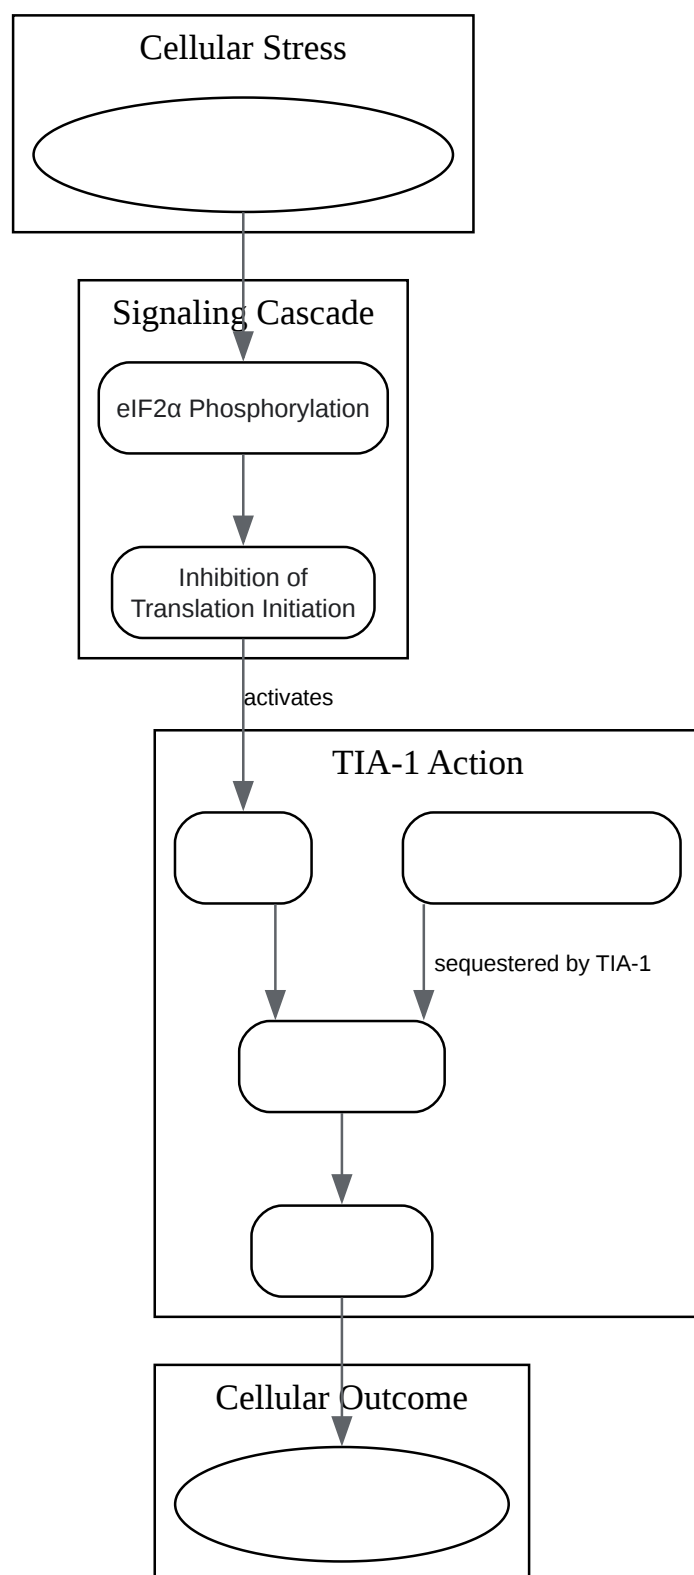 Cellular Stress
Signaling Cascade
eIF2α Phosphorylation
Inhibition of
Translation Initiation
activates
TIA-1 Action
sequestered by TIA-1
Cellular Outcome